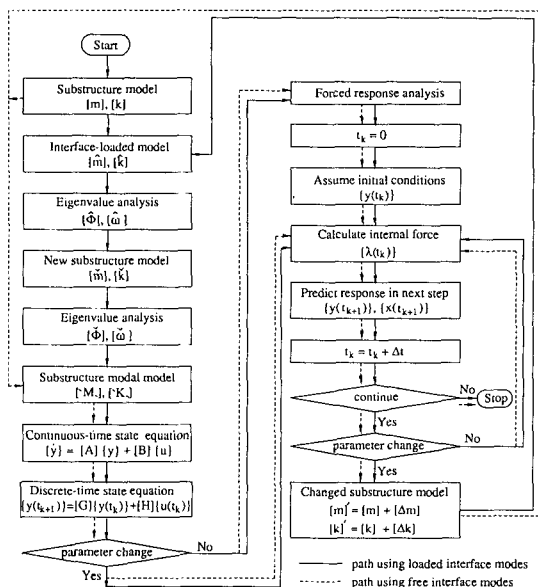 Start
Substructure model
[m], [k]
Interface-loaded model
[m̂], [k̂]
Eigenvalue analysis
[Φ̂], [ω̂]
New substructure model
[m̌], [ǩ]
Eigenvalue analysis
[Φ̌], [ω̌]
Substructure modal model
[`M.], [`K.]
Continuous-time state equation
{ẏ} = [A] {y} + [B] {u}
Discrete-time state equation
{y(tk+1)}=[G]{y(tk)}+[H]{u(tk)}
parameter change
No
Yes
Forced response analysis
tk = 0
Assume initial conditions
{y(tk)}
Calculate internal force
{λ(tk)}
Predict response in next step
{y(tk+1)}, {x(tk+1)}
tk = tk + Δt
continue
No
Stop
Yes
parameter change
No
Yes
Changed substructure model
[m]′ = [m] + [Δm]
[k]′ = [k] + [Δk]
path using loaded interface modes
path using free interface modes